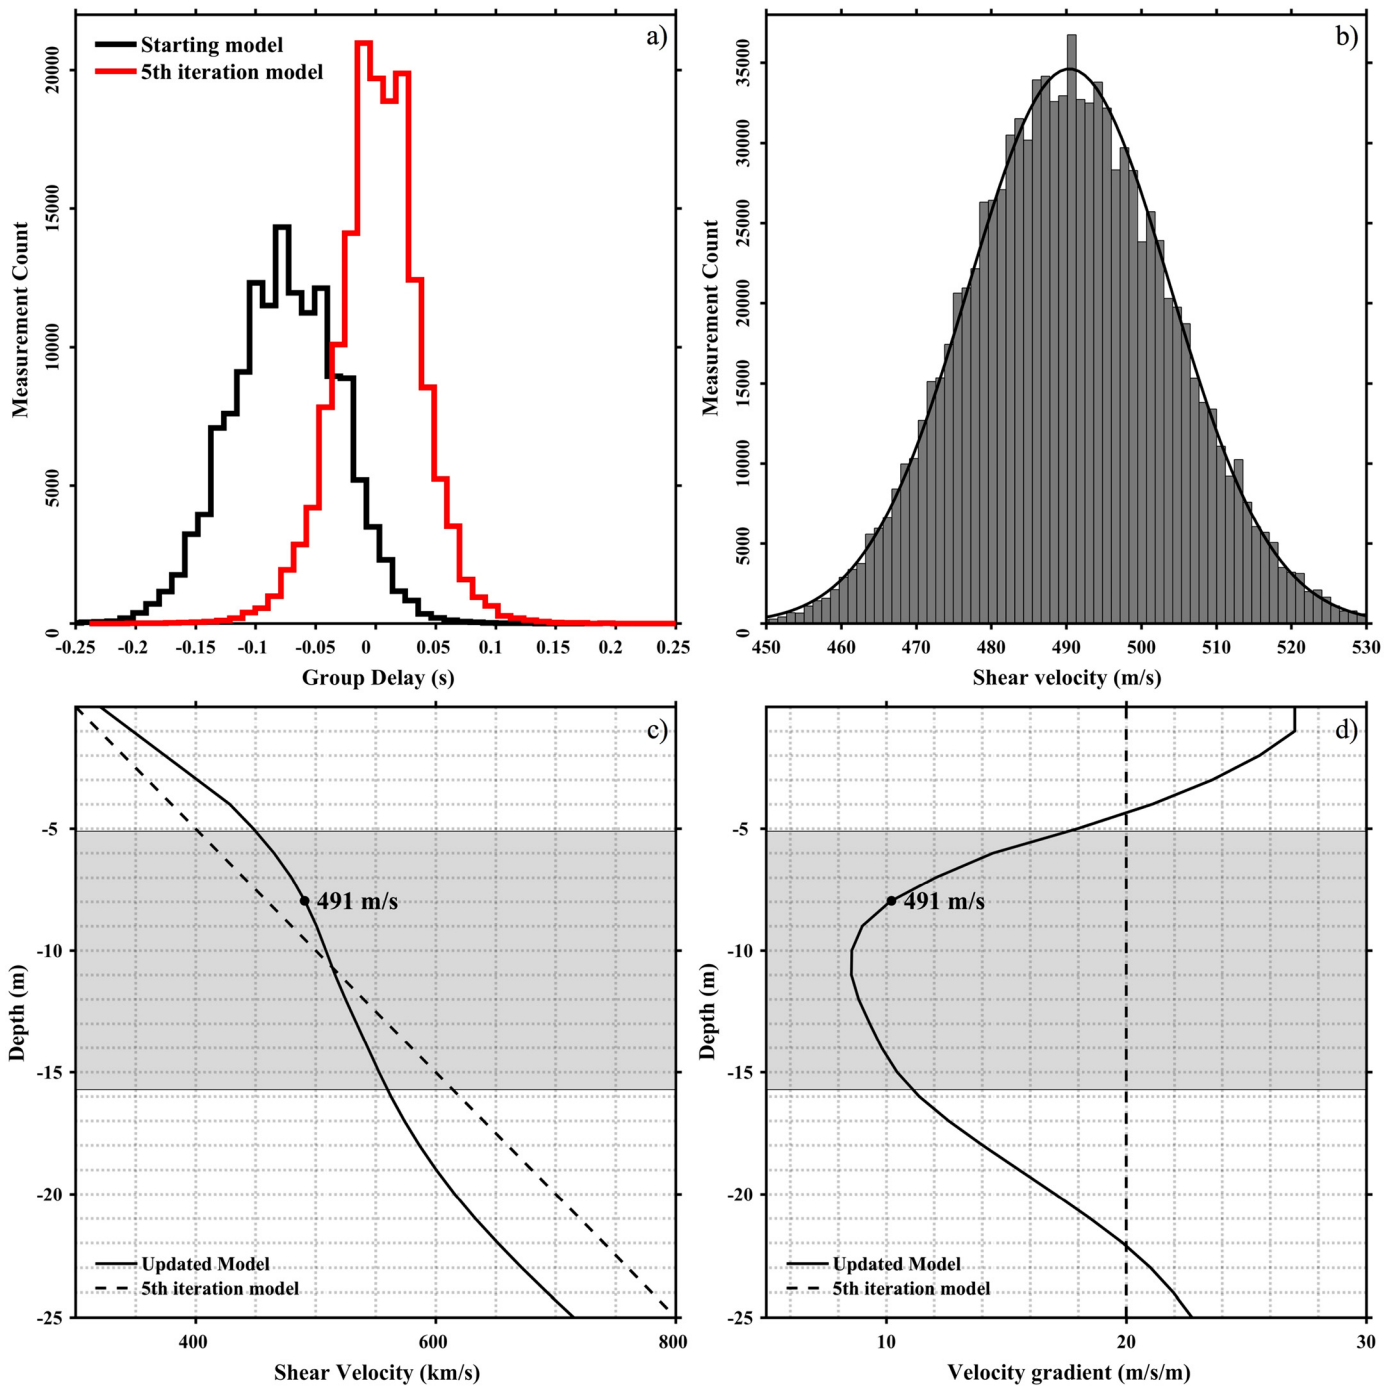 a)
Starting model
5th iteration model
Measurement Count
20000
15000
10000
5000
0
-0.25 -0.2 -0.15 -0.1 -0.05 0 0.05 0.1 0.15 0.2 0.25
Group Delay (s)
b)
Measurement Count
35000
30000
25000
20000
15000
10000
5000
0
450 460 470 480 490 500 510 520 530
Shear velocity (m/s)
c)
491 m/s
Depth (m)
-5
-10
-15
-20
-25
Updated Model
5th iteration model
400 600 800
Shear Velocity (km/s)
d)
491 m/s
Depth (m)
-5
-10
-15
-20
-25
Updated Model
5th iteration model
10 20 30
Velocity gradient (m/s/m)